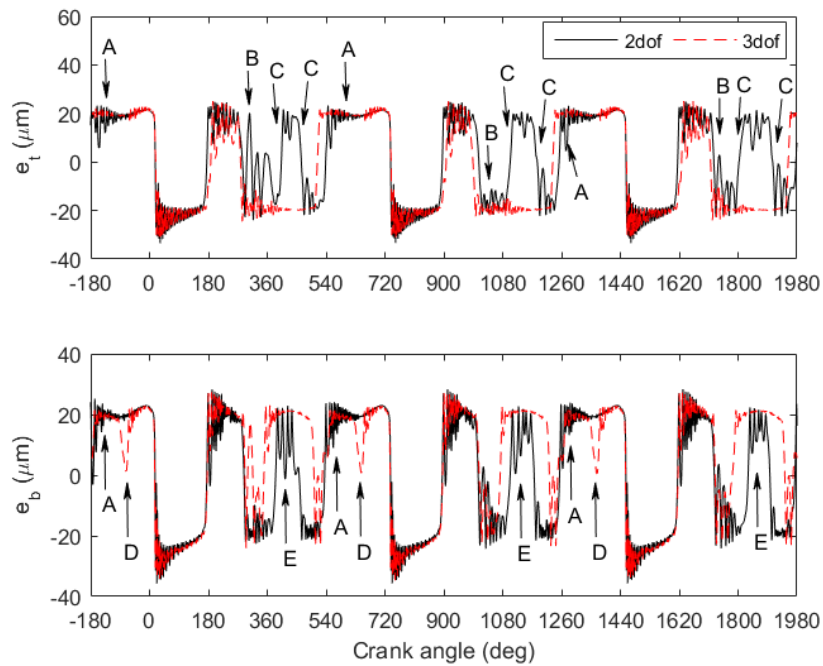 2dof 3dof
A B C C A B C C A B C C
60
40
20
0
-20
-40
e_t (μm)
-180 0 180 360 540 720 900 1080 1260 1440 1620 1800 1980
40
20
0
-20
-40
e_b (μm)
A D E A D E A D E
-180 0 180 360 540 720 900 1080 1260 1440 1620 1800 1980
Crank angle (deg)